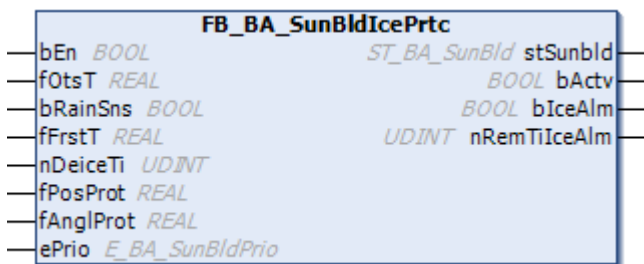 FB_BA_SunBldIcePrtc
bEn BOOL ST_BA_SunBld stSunbld
fOtsT REAL BOOL bActv
bRainSns BOOL BOOL bIceAlm
fFrstT REAL UDINT nRemTiIceAlm
nDeiceTi UDINT
fPosProt REAL
fAnglProt REAL
ePrio E_BA_SunBldPrio